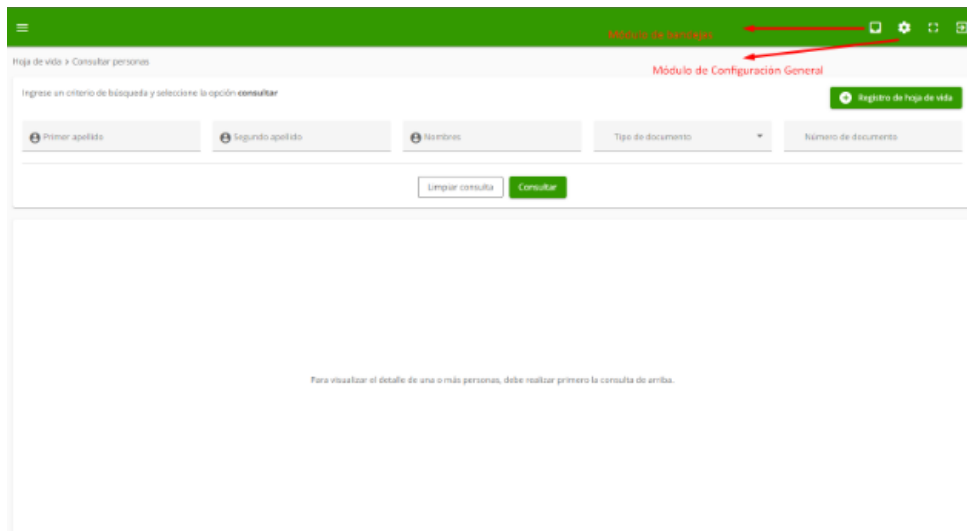 Módulo de Bandejas
Hoja de vida > Consultar personas
Módulo de Configuración General
Ingrese un criterio de búsqueda y seleccione la opción consultar
Registro de hoja de vida
Primer apellido
Segundo apellido
Nombres
Tipo de documento
Número de documento
Limpiar consulta
Consultar
Para visualizar el detalle de una o más personas, debe realizar primero la consulta de arriba.